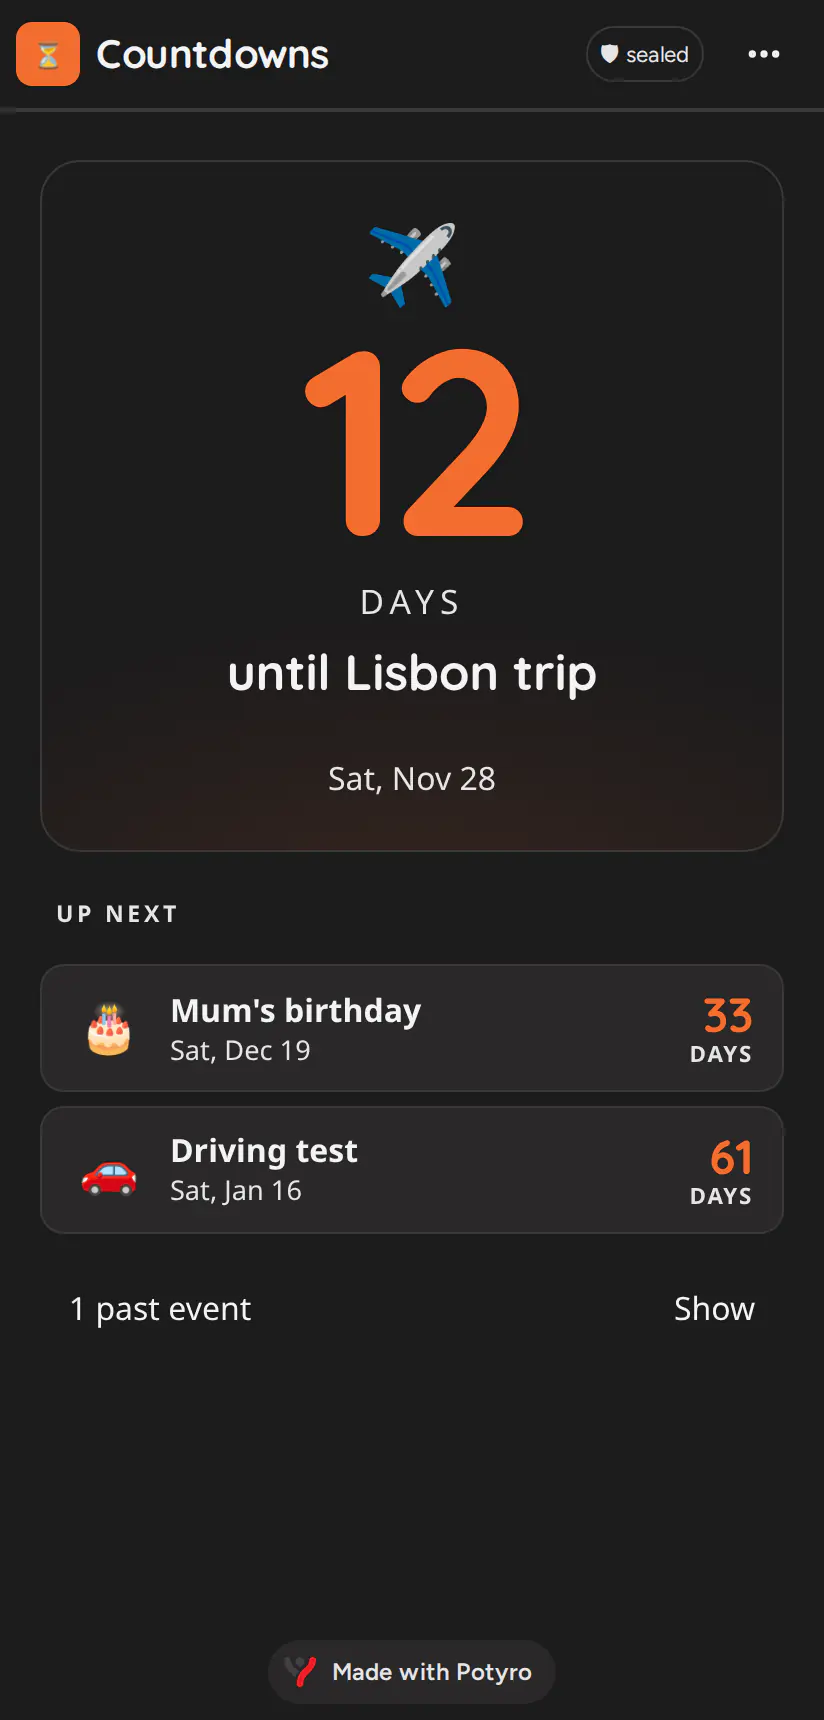 Countdowns
sealed
12
DAYS
until Lisbon trip
Sat, Nov 28
UP NEXT
Mum's birthday
Sat, Dec 19
33
DAYS
Driving test
Sat, Jan 16
61
DAYS
1 past event
Show
Made with Potyro